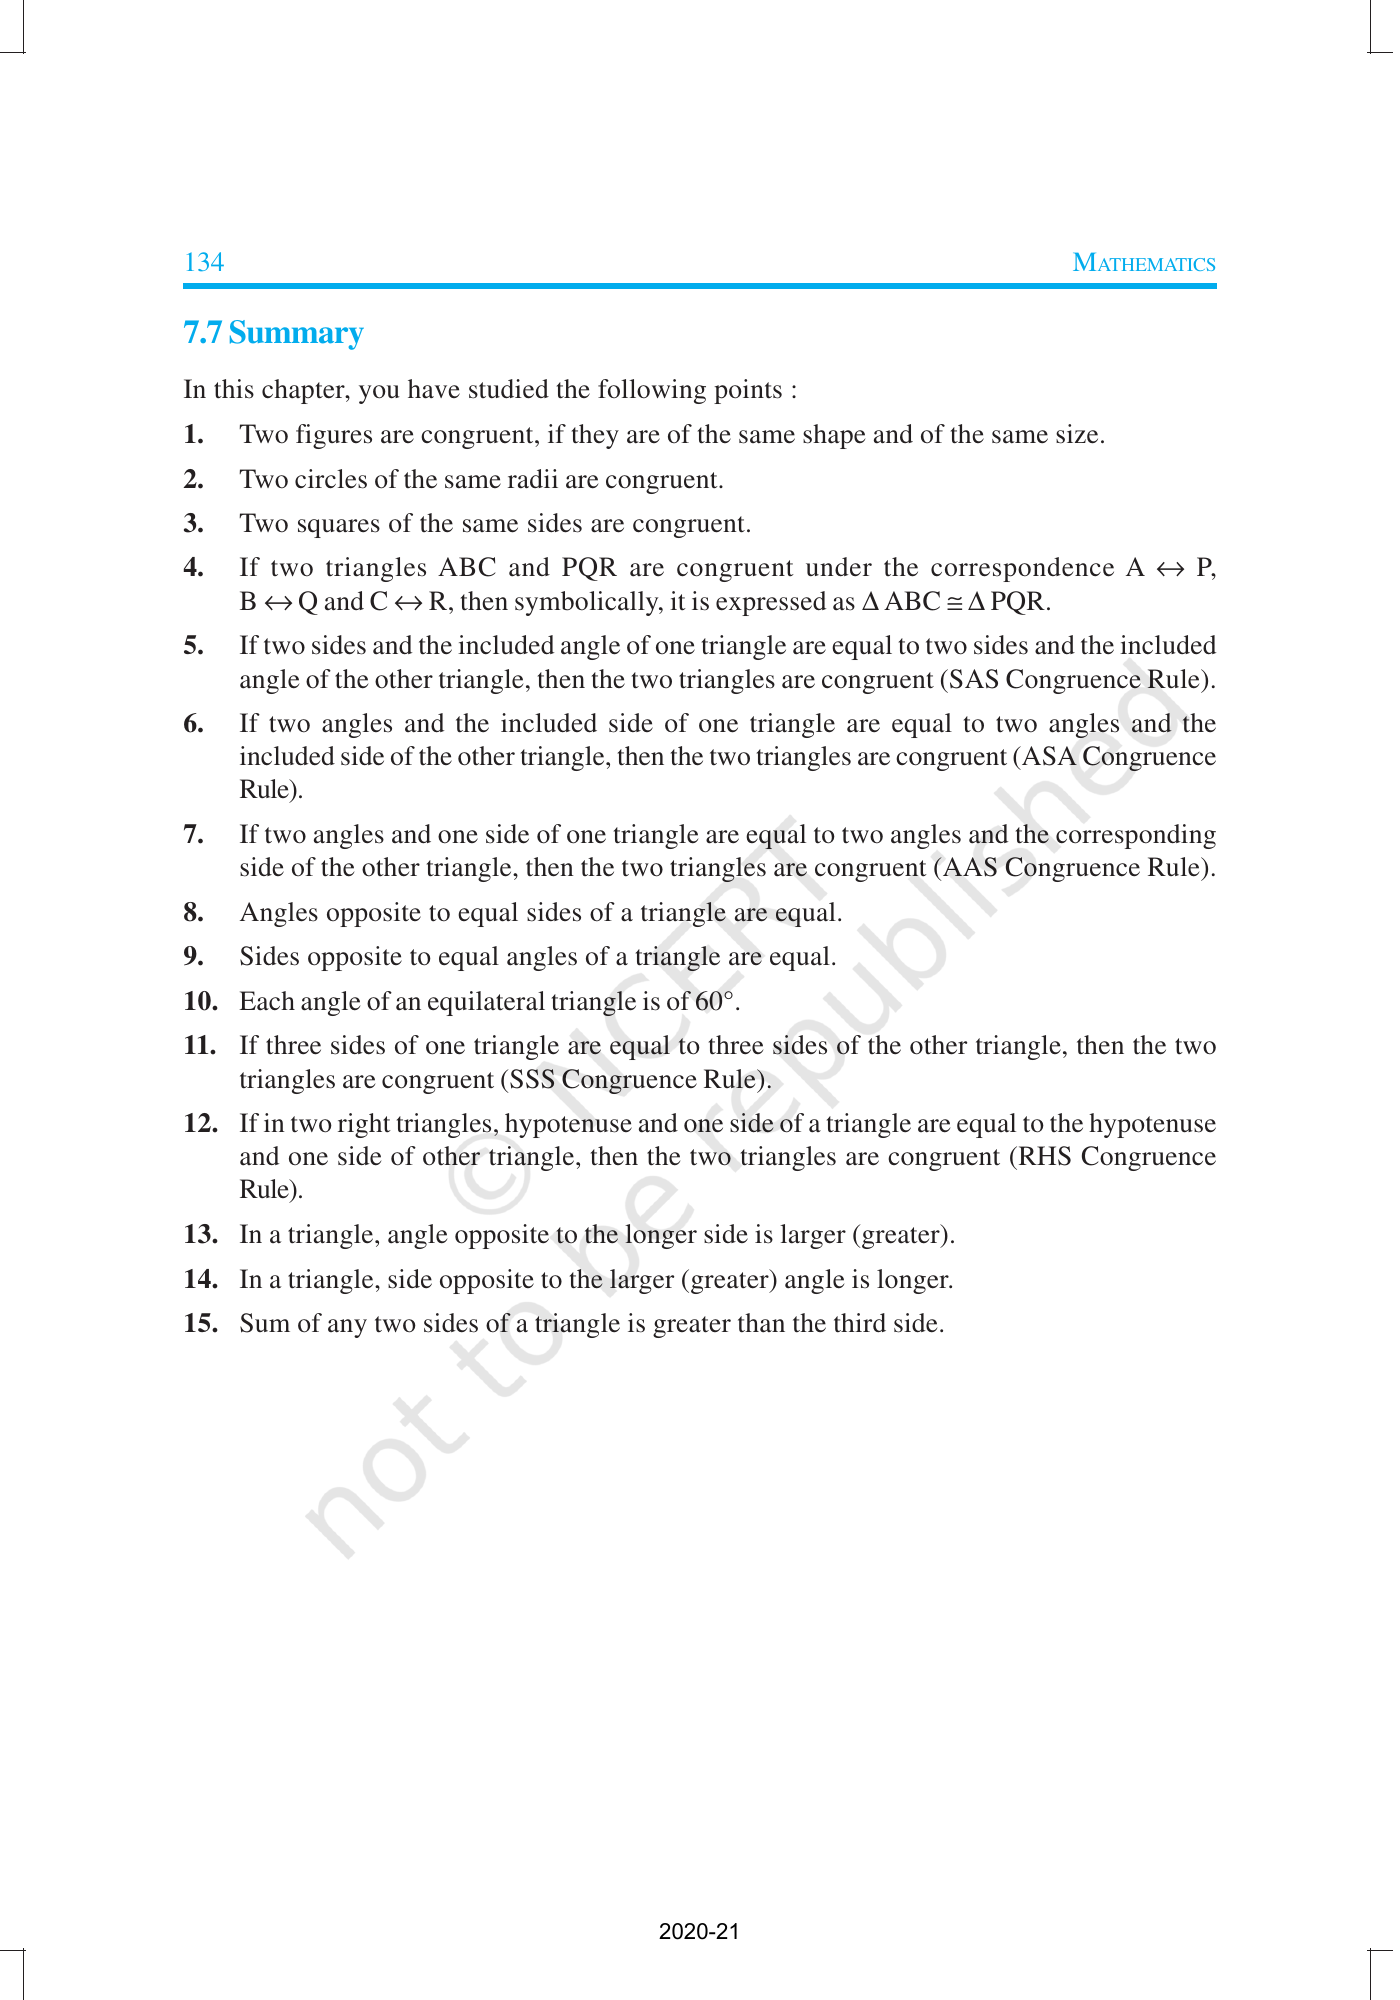 134
MATHEMATICS
7.7 Summary
In this chapter, you have studied the following points :
1. Two figures are congruent, if they are of the same shape and of the same size.
2. Two circles of the same radii are congruent.
3. Two squares of the same sides are congruent.
4. If two triangles ABC and PQR are congruent under the correspondence A ↔ P,
B ↔ Q and C ↔ R, then symbolically, it is expressed as Δ ABC ≅ Δ PQR.
5. If two sides and the included angle of one triangle are equal to two sides and the included
angle of the other triangle, then the two triangles are congruent (SAS Congruence Rule).
6. If two angles and the included side of one triangle are equal to two angles and the
included side of the other triangle, then the two triangles are congruent (ASA Congruence
Rule).
7. If two angles and one side of one triangle are equal to two angles and the corresponding
side of the other triangle, then the two triangles are congruent (AAS Congruence Rule).
8. Angles opposite to equal sides of a triangle are equal.
9. Sides opposite to equal angles of a triangle are equal.
10. Each angle of an equilateral triangle is of 60°.
11. If three sides of one triangle are equal to three sides of the other triangle, then the two
triangles are congruent (SSS Congruence Rule).
12. If in two right triangles, hypotenuse and one side of a triangle are equal to the hypotenuse
and one side of other triangle, then the two triangles are congruent (RHS Congruence
Rule).
13. In a triangle, angle opposite to the longer side is larger (greater).
14. In a triangle, side opposite to the larger (greater) angle is longer.
15. Sum of any two sides of a triangle is greater than the third side.
© NCERT
not to be republished
2020-21